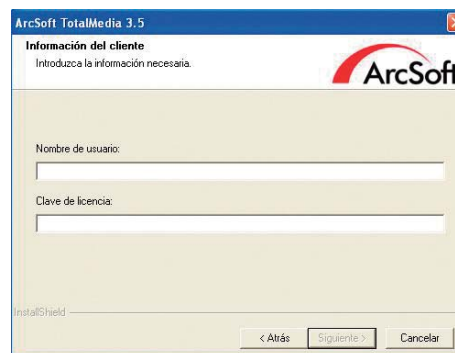 ArcSoft TotalMedia 3.5
Información del cliente
Introduzca la información necesaria.
ArcSoft
Nombre de usuario:
Clave de licencia:
InstallShield
< Atrás
Siguiente >
Cancelar